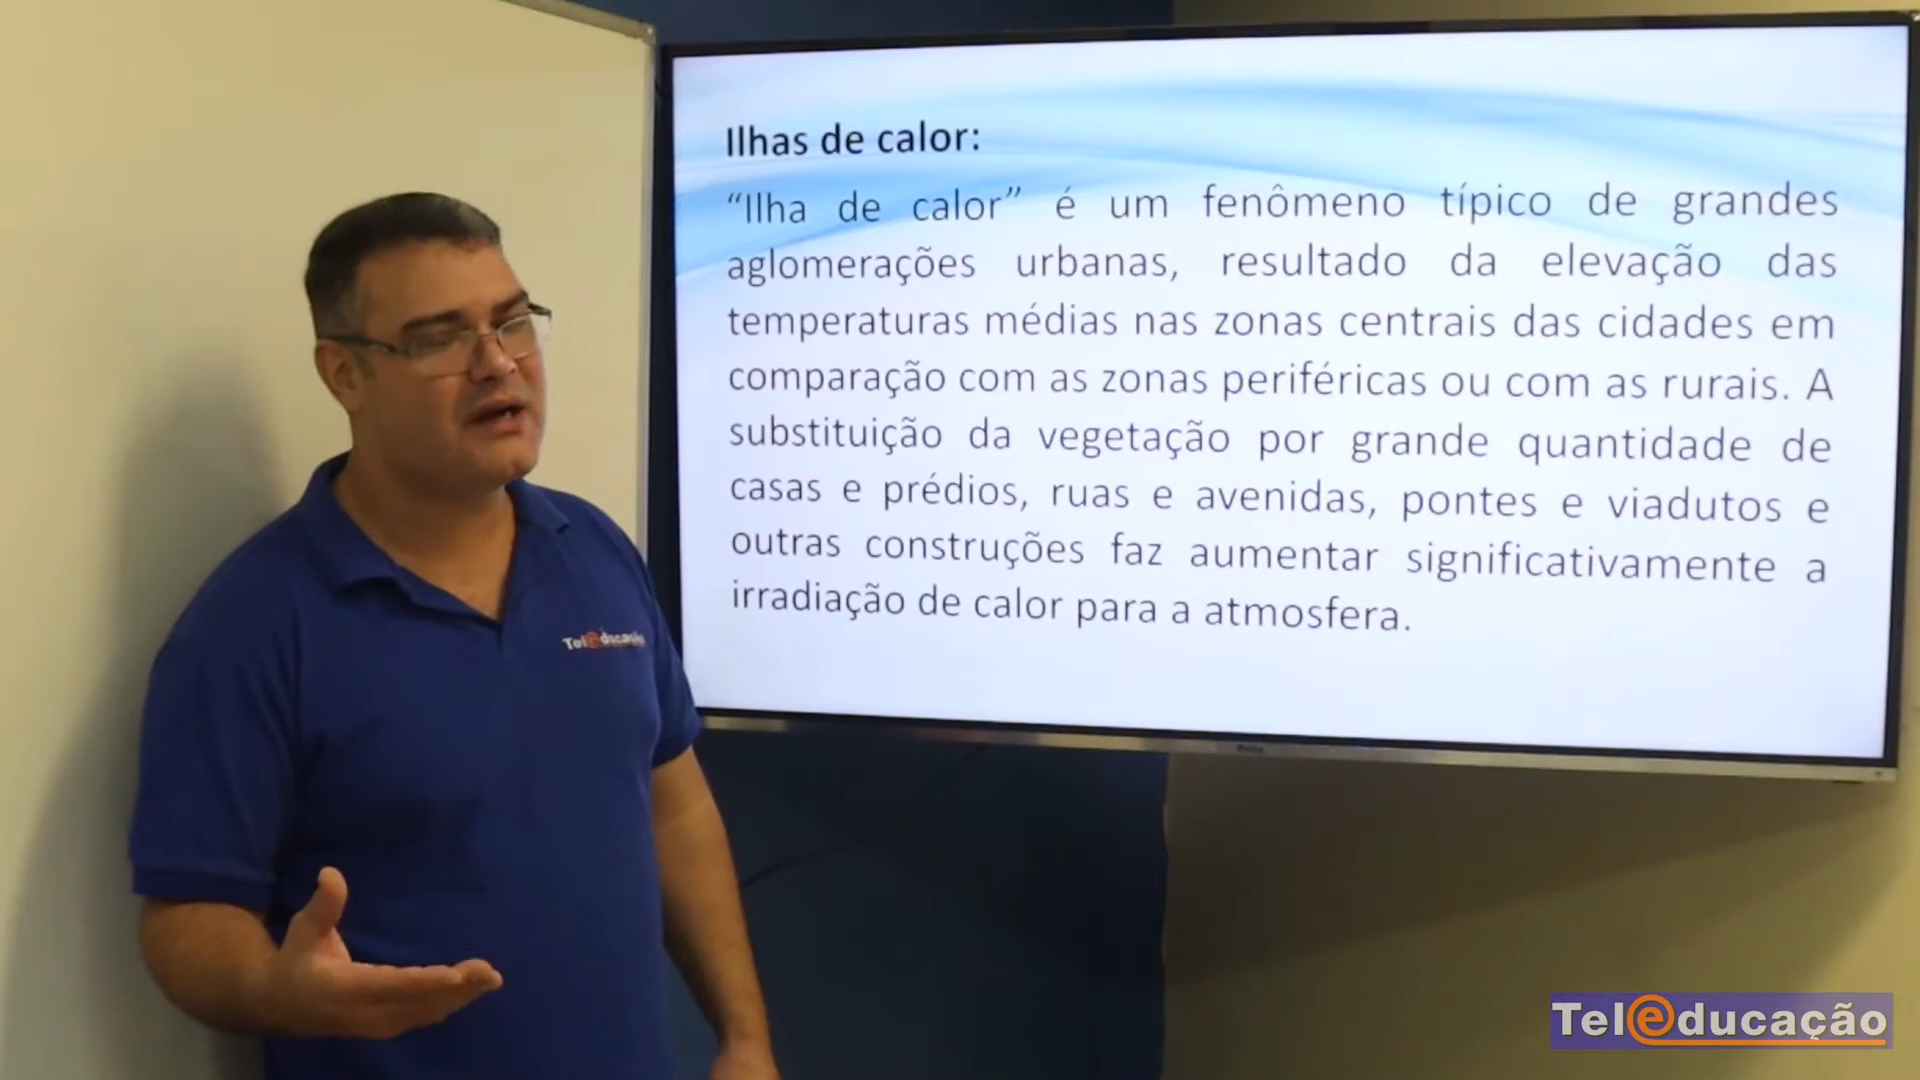 Ilhas de calor:
“Ilha de calor” é um fenômeno típico de grandes
aglomerações urbanas, resultado da elevação das
temperaturas médias nas zonas centrais das cidades em
comparação com as zonas periféricas ou com as rurais. A
substituição da vegetação por grande quantidade de
casas e prédios, ruas e avenidas, pontes e viadutos e
outras construções faz aumentar significativamente a
irradiação de calor para a atmosfera.
Teleducação
Teleducação